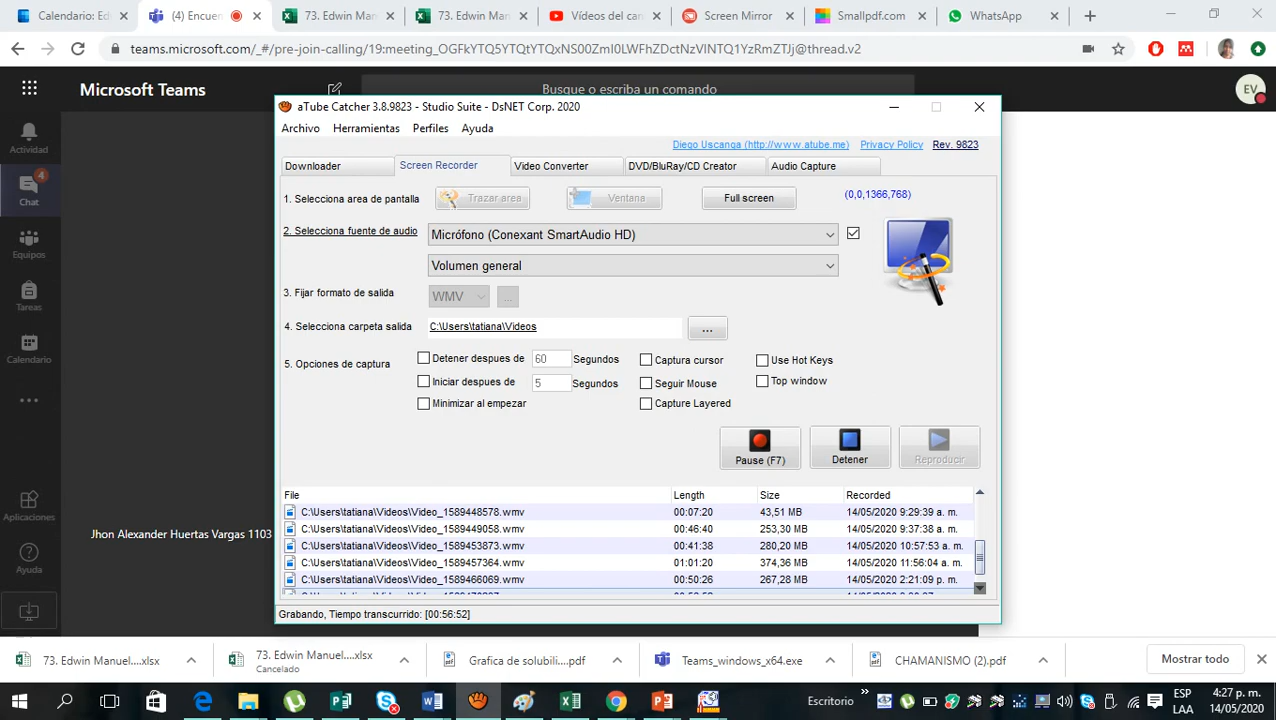 Calendario: Ed
(4) Encuen
73. Edwin Manu
73. Edwin Manu
Vídeos del can
Screen Mirror
Smallpdf.com
WhatsApp
teams.microsoft.com/_#/pre-join-calling/19:meeting_OGFkYTQ5YTQtYTQxNS00ZmI0LWFhZDctNzVlNTQ1YzRmZTJj@thread.v2
Microsoft Teams
Busque o escriba un comando
EV
Actividad
4
Chat
Equipos
Tareas
Calendario
Aplicaciones
Ayuda
Jhon Alexander Huertas Vargas 1103
aTube Catcher 3.8.9823 - Studio Suite - DsNET Corp. 2020
Archivo Herramientas Perfiles Ayuda
Diego Uscanga (http://www.atube.me) Privacy Policy Rev. 9823
Downloader Screen Recorder Video Converter DVD/BluRay/CD Creator Audio Capture
1. Selecciona area de pantalla Trazar area Ventana Full screen (0,0,1366,768)
2. Selecciona fuente de audio Micrófono (Conexant SmartAudio HD)
Volumen general
3. Fijar formato de salida WMV ...
4. Selecciona carpeta salida C:\Users\tatiana\Videos ...
5. Opciones de captura
Detener despues de 60 Segundos Captura cursor Use Hot Keys
Iniciar despues de 5 Segundos Seguir Mouse Top window
Minimizar al empezar Capture Layered
Pause (F7) Detener Reproducir
File Length Size Recorded
C:\Users\tatiana\Videos\Video_1589448578.wmv 00:07:20 43,51 MB 14/05/2020 9:29:39 a. m.
C:\Users\tatiana\Videos\Video_1589449058.wmv 00:46:40 253,30 MB 14/05/2020 9:37:38 a. m.
C:\Users\tatiana\Videos\Video_1589453873.wmv 00:41:38 280,20 MB 14/05/2020 10:57:53 a. m.
C:\Users\tatiana\Videos\Video_1589457364.wmv 01:01:20 374,36 MB 14/05/2020 11:56:04 a. m.
C:\Users\tatiana\Videos\Video_1589466069.wmv 00:50:26 267,28 MB 14/05/2020 2:21:09 p. m.
Grabando, Tiempo transcurrido: [00:56:52]
73. Edwin Manuel....xlsx
73. Edwin Manuel....xlsx
Cancelado
Grafica de solubili....pdf
Teams_windows_x64.exe
CHAMANISMO (2).pdf
Mostrar todo
Escritorio
ESP
LAA
4:27 p. m.
14/05/2020